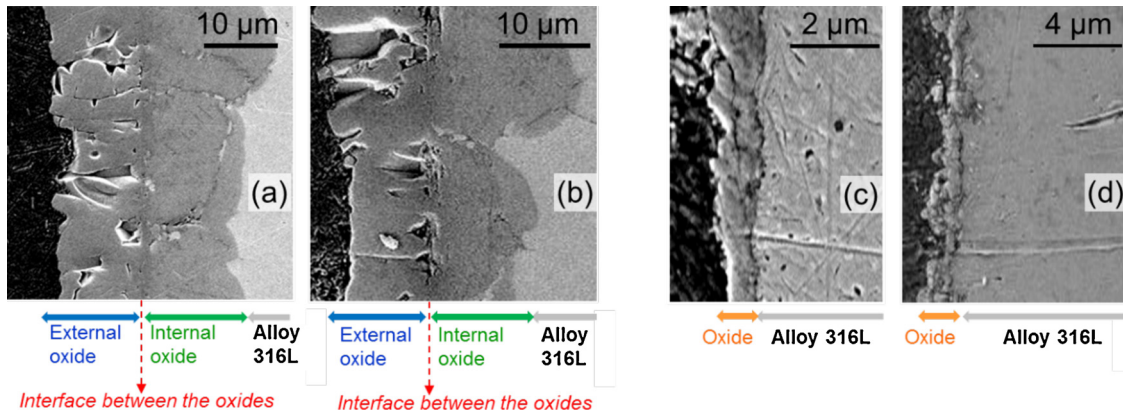 10 µm
(a)
10 µm
(b)
2 µm
(c)
4 µm
(d)
External
oxide
Internal
oxide
Alloy
316L
Interface between the oxides
External
oxide
Internal
oxide
Alloy
316L
Interface between the oxides
Oxide
Alloy 316L
Oxide
Alloy 316L